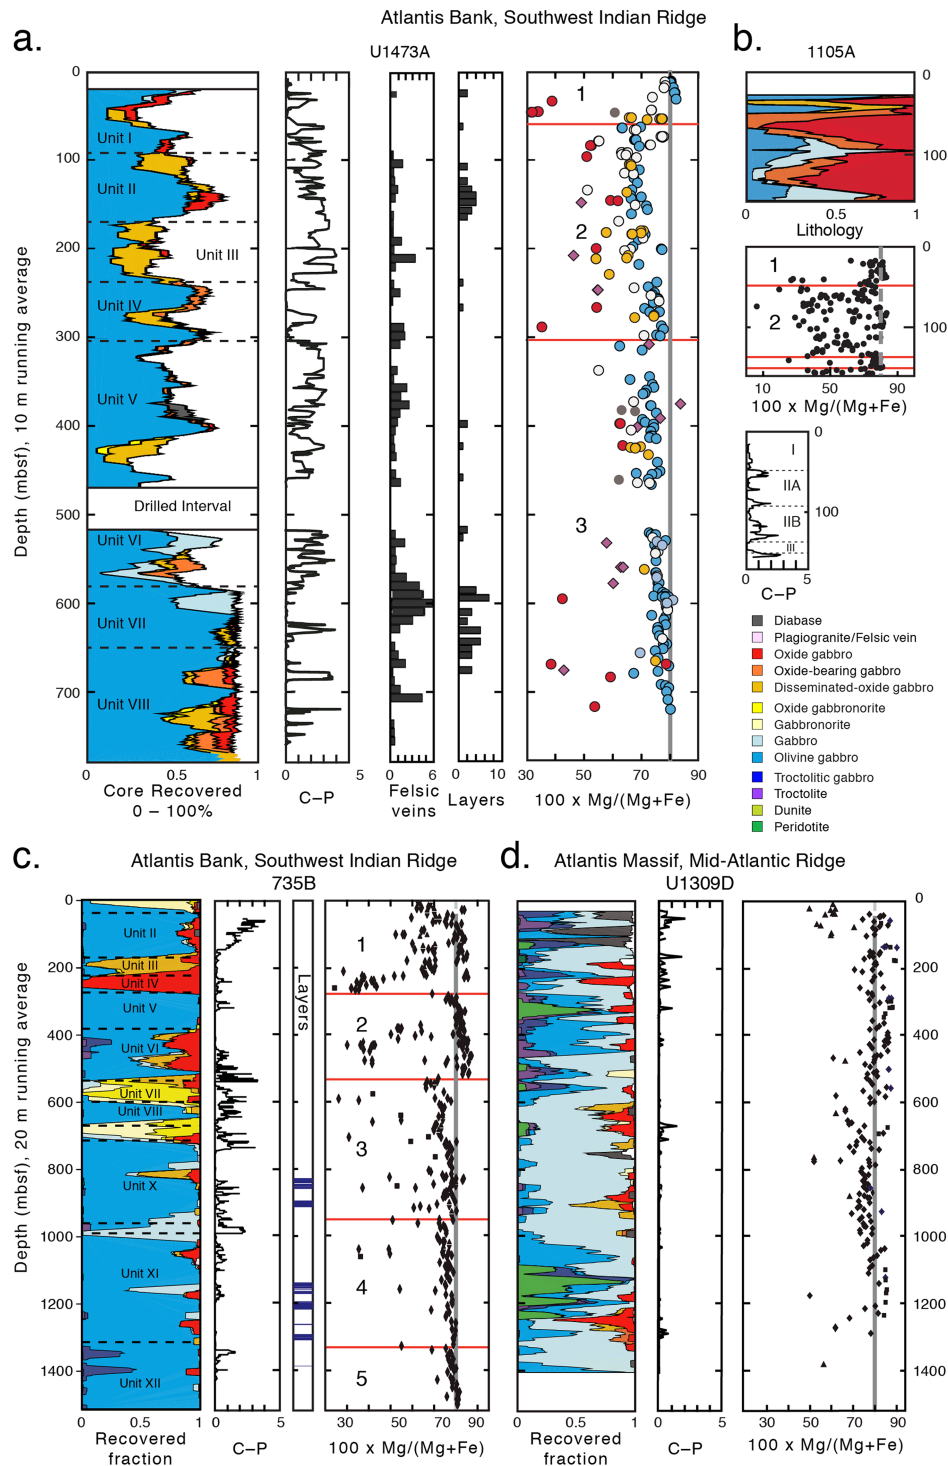 Atlantis Bank, Southwest Indian Ridge
a.
U1473A
b.
1105A
Depth (mbsf), 10 m running average
0
100
200
300
400
500
600
700
Unit I
Unit II
Unit III
Unit IV
Unit V
Drilled Interval
Unit VI
Unit VII
Unit VIII
1
2
3
0 0.5 1
Core Recovered
0 – 100%
0 5
C–P
0 6
Felsic
veins
0 10
Layers
30 50 70 90
100 x Mg/(Mg+Fe)
0
100
0 0.5 1
Lithology
0
1
2
100
10 50 90
100 x Mg/(Mg+Fe)
0
I
IIA
100
IIB
III
0 5
C–P
Diabase
Plagiogranite/Felsic vein
Oxide gabbro
Oxide-bearing gabbro
Disseminated-oxide gabbro
Oxide gabbronorite
Gabbronorite
Gabbro
Olivine gabbro
Troctolitic gabbro
Troctolite
Dunite
Peridotite
c.
Atlantis Bank, Southwest Indian Ridge
735B
Depth (mbsf), 20 m running average
0
200
400
600
800
1000
1200
1400
Unit II
Unit III
Unit IV
Unit V
Unit VI
Unit VII
Unit VIII
Unit X
Unit XI
Unit XII
Layers
1
2
3
4
5
0 0.5 1
Recovered
fraction
0 5
C–P
30 50 70 90
100 x Mg/(Mg+Fe)
d.
Atlantis Massif, Mid-Atlantic Ridge
U1309D
0
200
400
600
800
1000
1200
1400
0 0.5 1
Recovered
fraction
0 5
C–P
30 50 70 90
100 x Mg/(Mg+Fe)